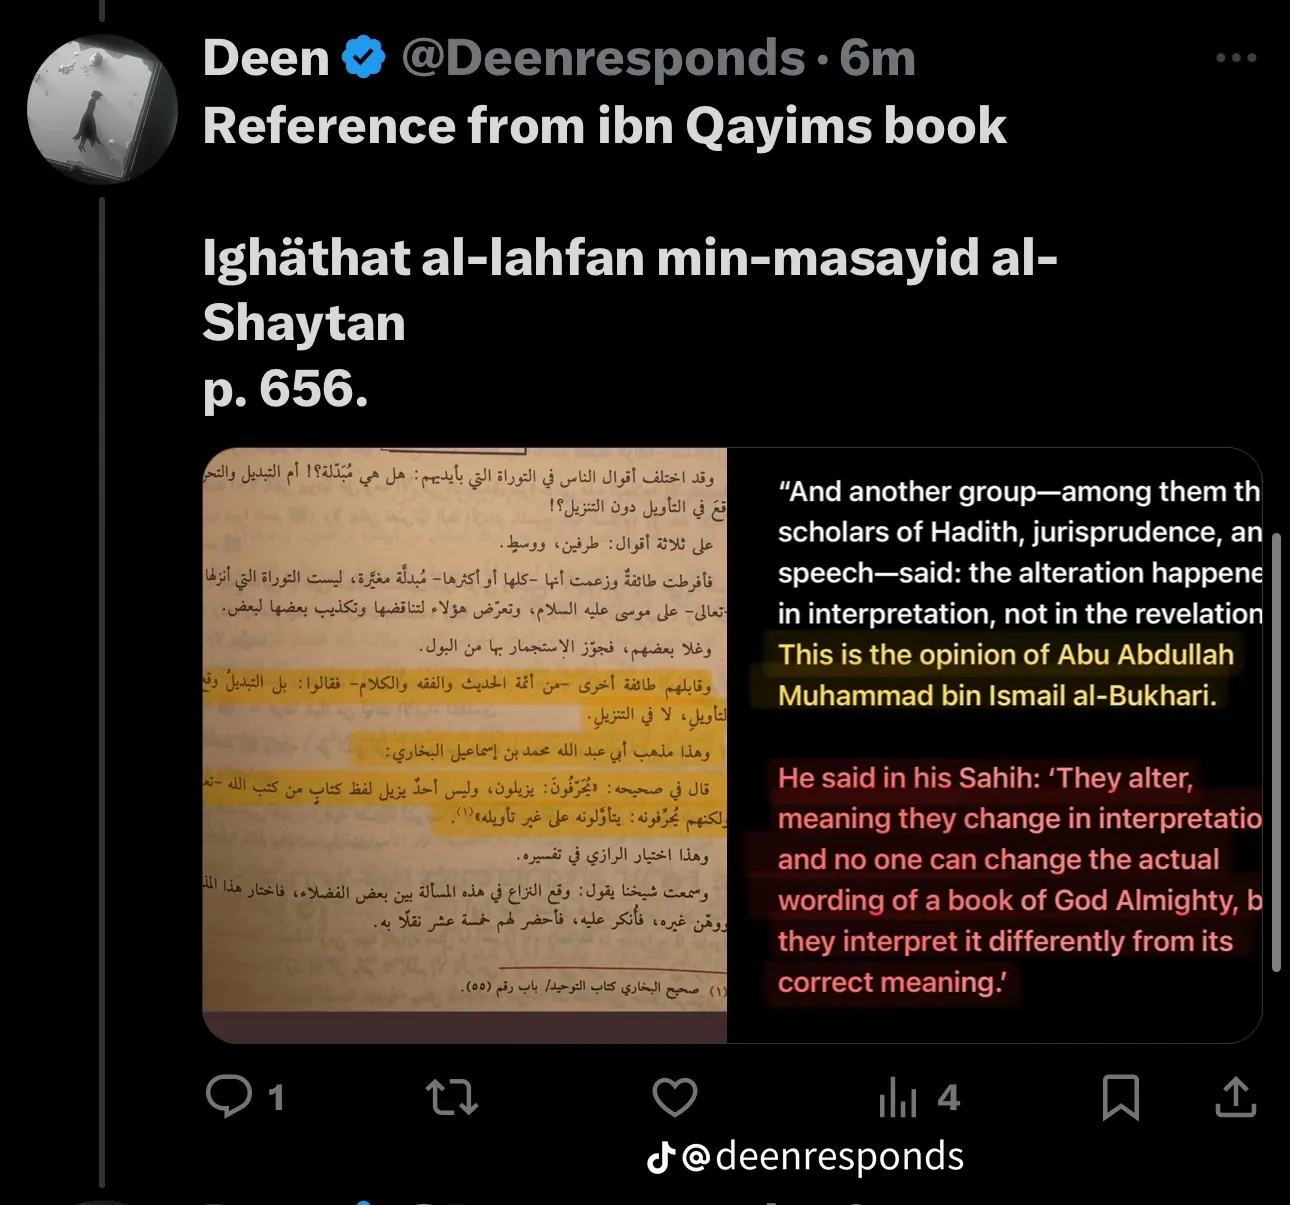 Deen @Deenresponds · 6m
Reference from ibn Qayims book
Ighäthat al-lahfan min-masayid al-
Shaytan
p. 656.
وقد اختلف أقوال الناس في التوراة التي بأيديهم: هل هي مُبَدّلة؟! أم التبديل
في التأويل دون التنزيل؟!
على ثلاثة أقوال: طرفين، ووسطٍ.
فأفرطت طائفةٌ وزعمت أنها -كلها أو أكثرها- مُبدلَّة مغيَّرة، ليست التوراة التي أنزلها
تعالى- على موسى عليه السلام، وتعرّض هؤلاء لتناقضها وتكذيب بعضها لبعض.
وغلا بعضهم، فجوّز الاستجمار بها من البول.
وقابلهم طائفة أخرى -من أئمّة الحديث والفقه والكلام- فقالوا: بل التبديلُ
لتأويلِ، لا في التنزيلِ.
وهذا مذهب أبي عبد الله محمد بن إسماعيل البخاري:
قال في صحيحه: «يُحَرّفُونَ: يزيلون، وليس أحدٌ يزيل لفظ كتابٍ من كتب الله
ولكنهم يُحرّفونه: يتأوَّلونه على غير تأويله»(١).
وهذا اختيار الرازي في تفسيره.
وسمعت شيخنا يقول: وقع النزاع في هذه المسألة بين بعض الفضلاء، فاختار هذا
ووهّن غيره، فأُنكر عليه، فأحضر لهم خمسة عشر نقلًا به.
(١) صحيح البخاري كتاب التوحيد/ باب رقم (٥٥).
“And another group—among them th
scholars of Hadith, jurisprudence, an
speech—said: the alteration happene
in interpretation, not in the revelation
This is the opinion of Abu Abdullah
Muhammad bin Ismail al-Bukhari.
He said in his Sahih: ‘They alter,
meaning they change in interpretatio
and no one can change the actual
wording of a book of God Almighty, b
they interpret it differently from its
correct meaning.’
1 4
@deenresponds